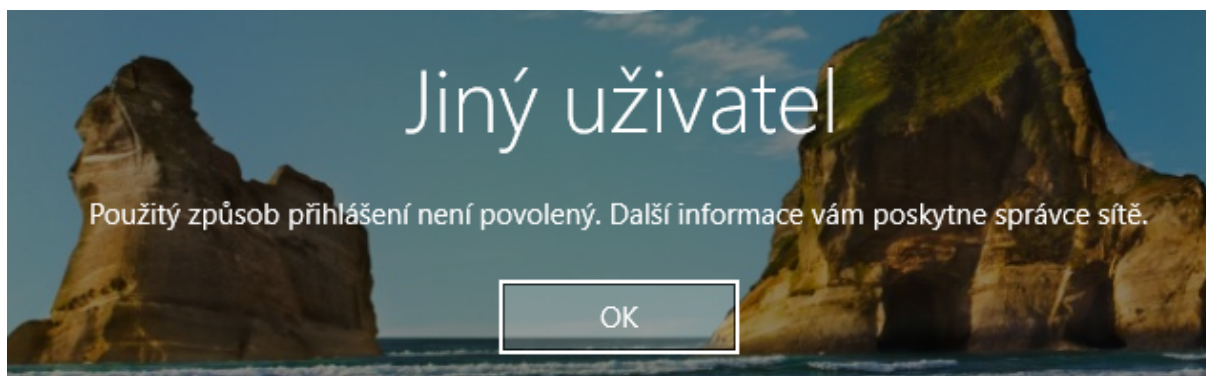 Jiný uživatel
Použitý způsob přihlášení není povolený. Další informace vám poskytne správce sítě.
OK